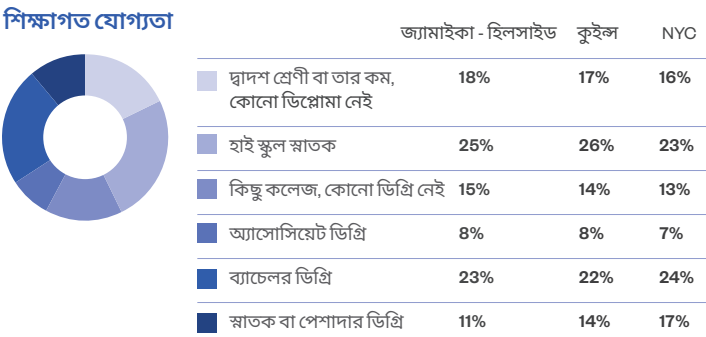 শিক্ষাগত যোগ্যতা
জ্যামাইকা - হিলসাইড কুইন্স NYC
দ্বাদশ শ্রেণী বা তার কম, 18% 17% 16%
কোনো ডিপ্লোমা নেই
হাই স্কুল স্নাতক 25% 26% 23%
কিছু কলেজ, কোনো ডিগ্রি নেই 15% 14% 13%
অ্যাসোসিয়েট ডিগ্রি 8% 8% 7%
ব্যাচেলর ডিগ্রি 23% 22% 24%
স্নাতক বা পেশাদার ডিগ্রি 11% 14% 17%